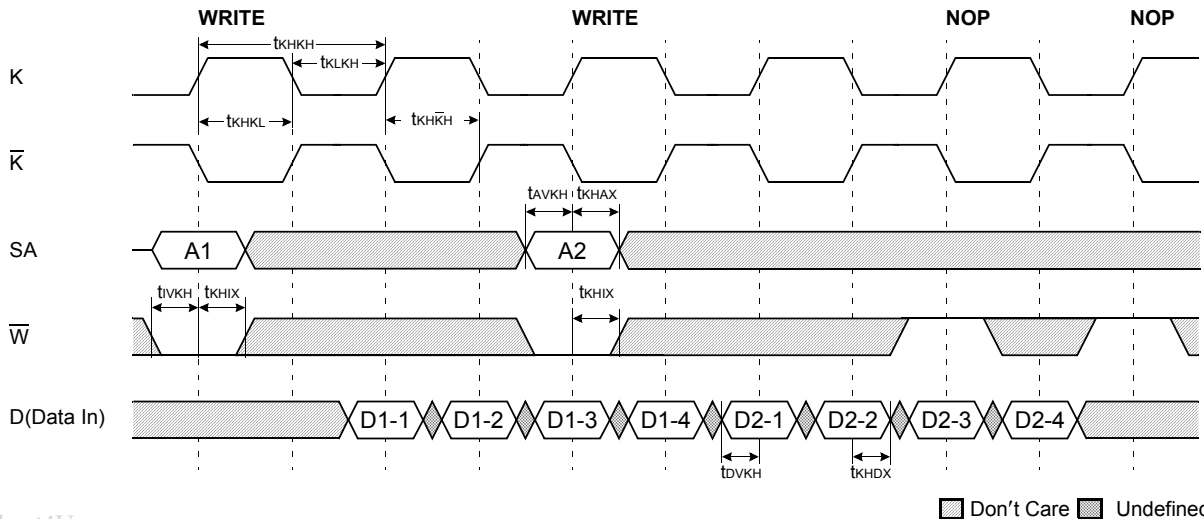 WRITE WRITE NOP NOP
tKHKH
tKLKH
K
tKHKL tKHK̅H
K̅
tAVKH tKHAX
SA A1 A2
tIVKH tKHIX tKHIX
W̅
D(Data In) D1-1 D1-2 D1-3 D1-4 D2-1 D2-2 D2-3 D2-4
tDVKH tKHDX
Don't Care Undefined